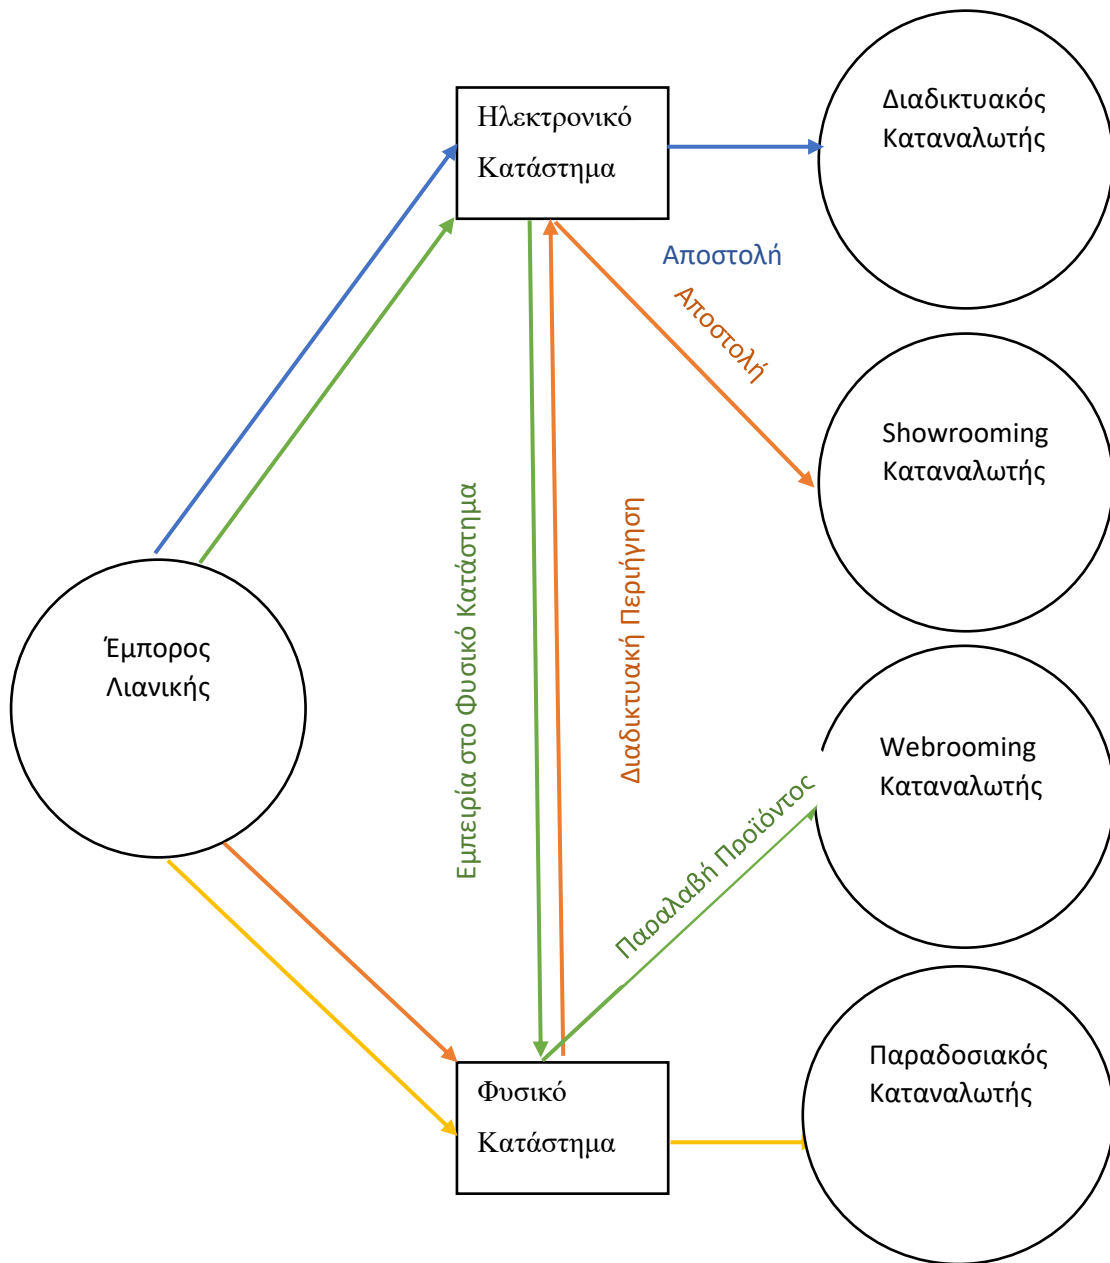 Ηλεκτρονικό
Κατάστημα
Διαδικτυακός
Καταναλωτής
Αποστολή
Αποστολή
Showrooming
Καταναλωτής
Εμπειρία στο Φυσικό Κατάστημα
Διαδικτυακή Περιήγηση
Έμπορος
Λιανικής
Webrooming
Καταναλωτής
Παραλαβή Προϊόντος
Παραδοσιακός
Καταναλωτής
Φυσικό
Κατάστημα